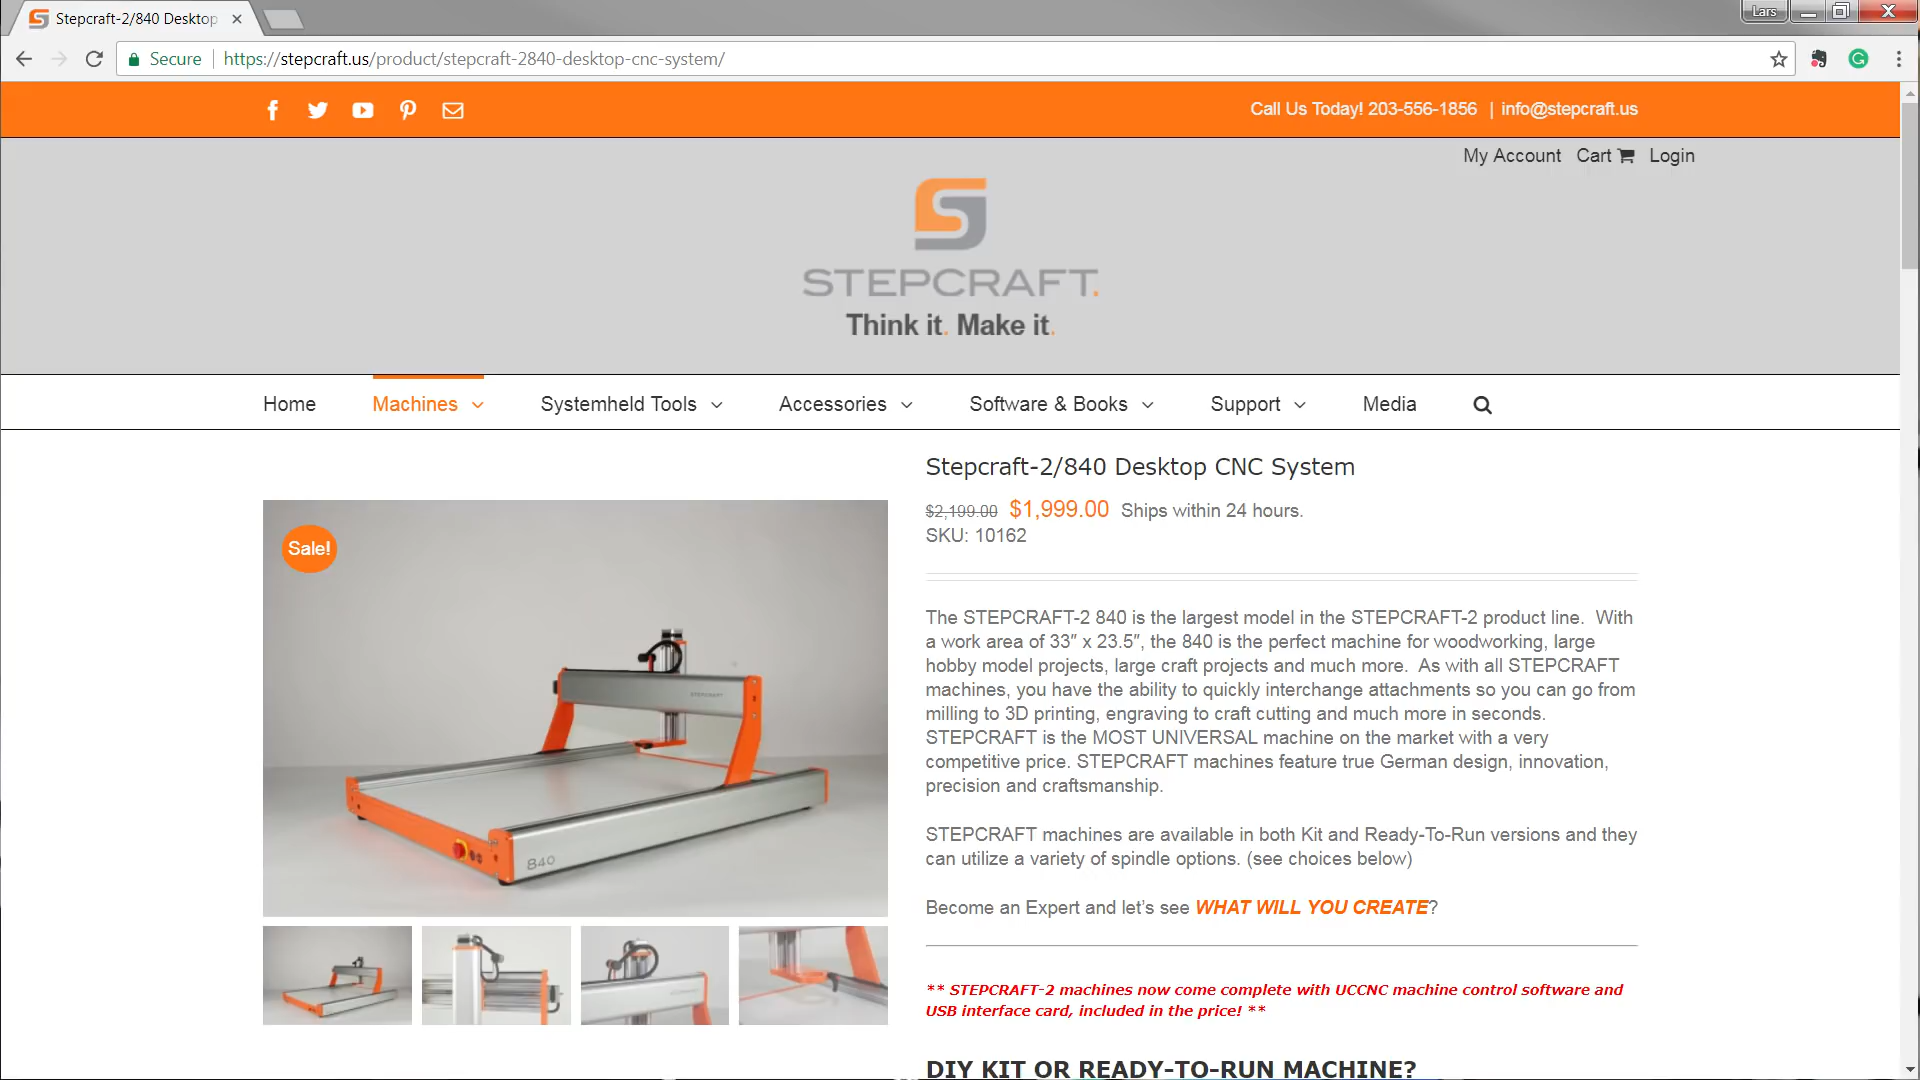 Stepcraft-2/840 Desktop
Lars
Secure
https://stepcraft.us/product/stepcraft-2840-desktop-cnc-system/
Call Us Today! 203-556-1856 | info@stepcraft.us
My Account Cart Login
STEPCRAFT.
Think it. Make it.
Home Machines Systemheld Tools Accessories Software & Books Support Media
Stepcraft-2/840 Desktop CNC System
$2,199.00 $1,999.00 Ships within 24 hours.
SKU: 10162
Sale!
STEPCRAFT
840
The STEPCRAFT-2 840 is the largest model in the STEPCRAFT-2 product line. With
a work area of 33″ x 23.5″, the 840 is the perfect machine for woodworking, large
hobby model projects, large craft projects and much more. As with all STEPCRAFT
machines, you have the ability to quickly interchange attachments so you can go from
milling to 3D printing, engraving to craft cutting and much more in seconds.
STEPCRAFT is the MOST UNIVERSAL machine on the market with a very
competitive price. STEPCRAFT machines feature true German design, innovation,
precision and craftsmanship.
STEPCRAFT machines are available in both Kit and Ready-To-Run versions and they
can utilize a variety of spindle options. (see choices below)
Become an Expert and let’s see WHAT WILL YOU CREATE?
** STEPCRAFT-2 machines now come complete with UCCNC machine control software and
USB interface card, included in the price! **
DIY KIT OR READY-TO-RUN MACHINE?